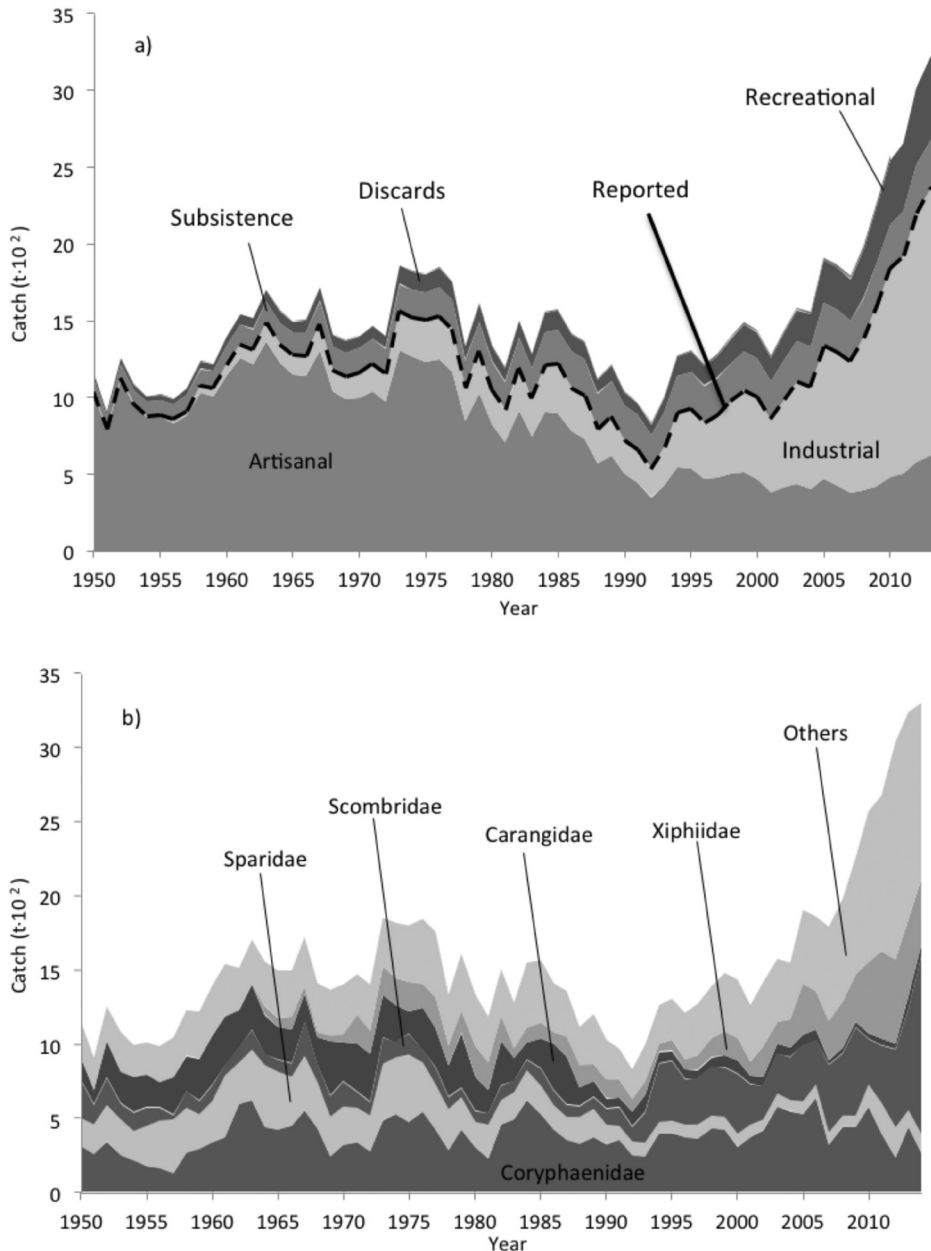 35
a)
30
Recreational
25
Reported
Discards
Subsistence
20
Catch (t·10²)
15
10
Industrial
Artisanal
5
0
1950 1955 1960 1965 1970 1975 1980 1985 1990 1995 2000 2005 2010
Year
35
b)
Others
30
Scombridae
Xiphiidae
Carangidae
25
Sparidae
20
Catch (t·10²)
15
10
5
Coryphaenidae
0
1950 1955 1960 1965 1970 1975 1980 1985 1990 1995 2000 2005 2010
Year